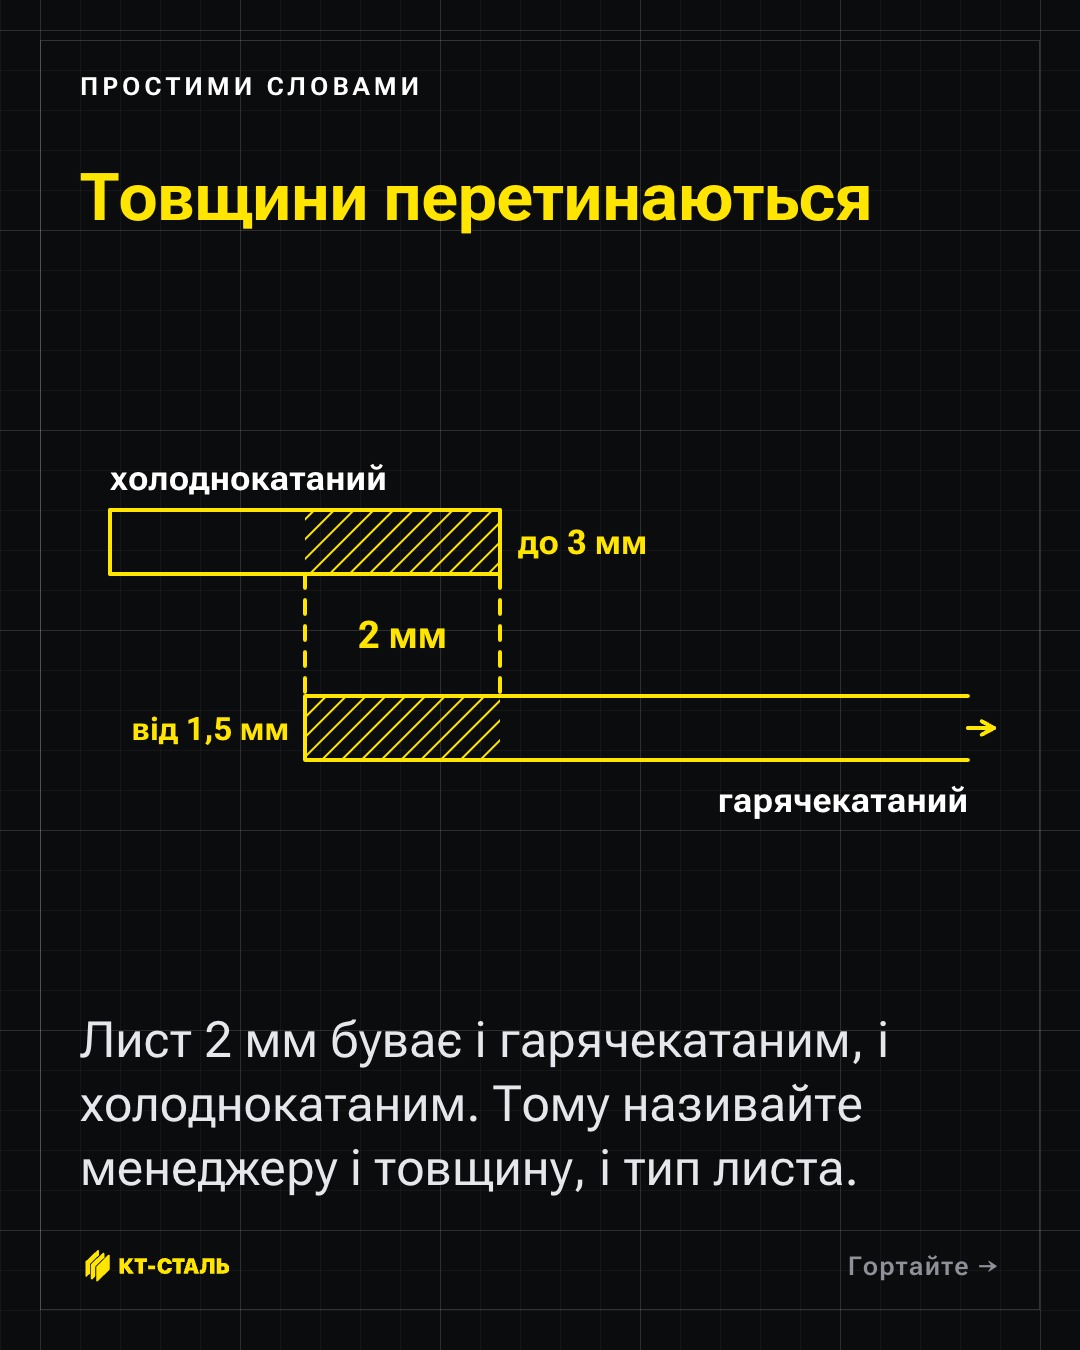 ПРОСТИМИ СЛОВАМИ
Товщини перетинаються
холоднокатаний
до 3 мм
2 мм
від 1,5 мм
гарячекатаний
Лист 2 мм буває і гарячекатаним, і
холоднокатаним. Тому називайте
менеджеру і товщину, і тип листа.
КТ-СТАЛЬ
Гортайте →